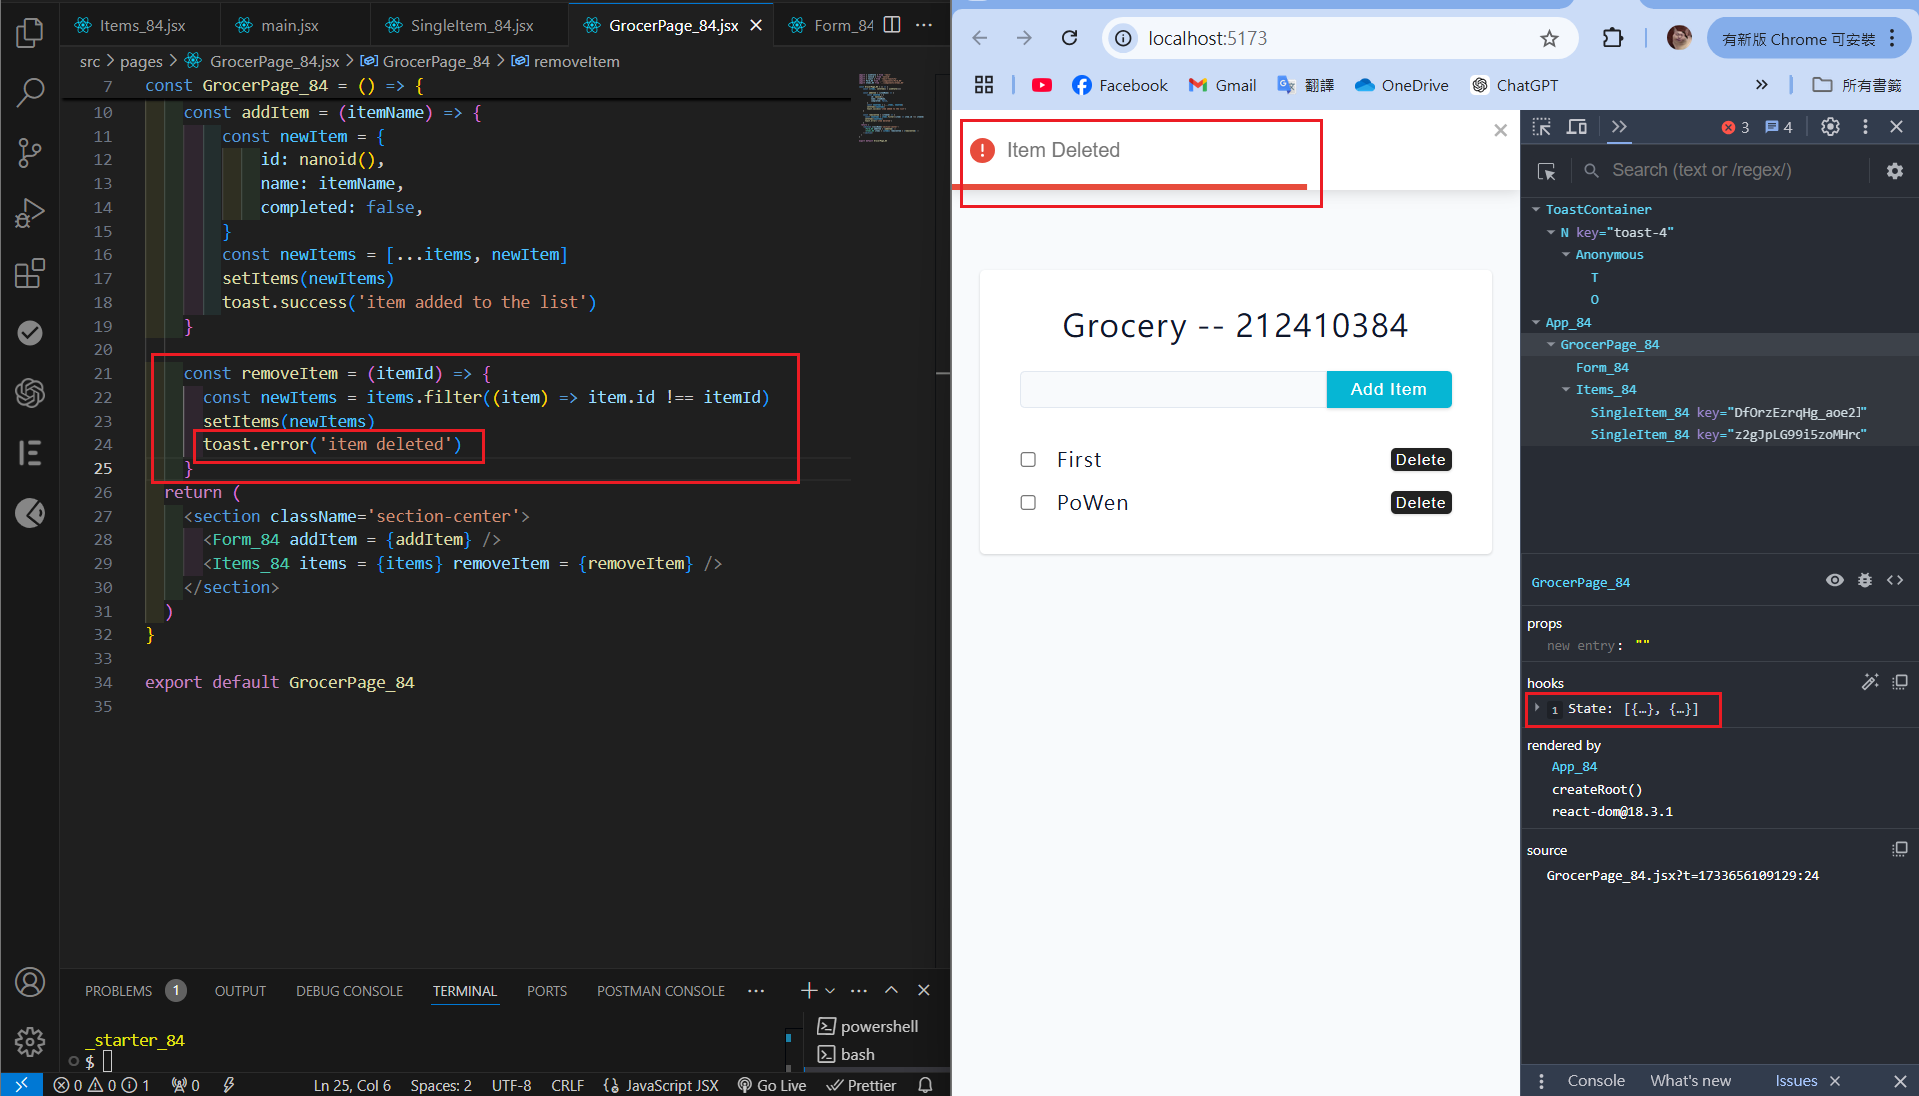 Items_84.jsx
main.jsx
SingleItem_84.jsx
GrocerPage_84.jsx
Form_84
src > pages > GrocerPage_84.jsx > GrocerPage_84 > removeItem
7 const GrocerPage_84 = () => {
10 const addItem = (itemName) => {
11 const newItem = {
12 id: nanoid(),
13 name: itemName,
14 completed: false,
15 }
16 const newItems = [...items, newItem]
17 setItems(newItems)
18 toast.success('item added to the list')
19 }
20
21 const removeItem = (itemId) => {
22 const newItems = items.filter((item) => item.id !== itemId)
23 setItems(newItems)
24 toast.error('item deleted')
25 }
26 return (
27 <section className='section-center'>
28 <Form_84 addItem = {addItem} />
29 <Items_84 items = {items} removeItem = {removeItem} />
30 </section>
31 )
32 }
33
34 export default GrocerPage_84
35
PROBLEMS 1 OUTPUT DEBUG CONSOLE TERMINAL PORTS POSTMAN CONSOLE
_starter_84
$
powershell
bash
0 0 1 0 Ln 25, Col 6 Spaces: 2 UTF-8 CRLF JavaScript JSX Go Live Prettier
localhost:5173
有新版 Chrome 可安裝
Facebook Gmail 翻譯 OneDrive ChatGPT » 所有書籤
Item Deleted
Grocery -- 212410384
Add Item
First Delete
PoWen Delete
3 4
Search (text or /regex/)
ToastContainer
N key="toast-4"
Anonymous
T
O
App_84
GrocerPage_84
Form_84
Items_84
SingleItem_84 key="DfOrzEzrqHg_aoe2]"
SingleItem_84 key="z2gJpLG99i5zoMHrc"
GrocerPage_84
props
new entry: ""
hooks
1 State: [{…}, {…}]
rendered by
App_84
createRoot()
react-dom@18.3.1
source
GrocerPage_84.jsx?t=1733656109129:24
Console What's new Issues